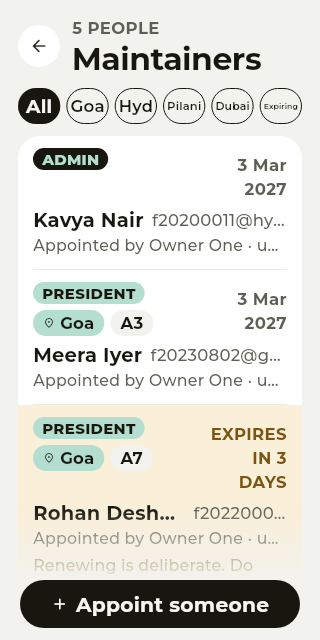 5 PEOPLE
Maintainers
All Goa Hyd Pilani Dubai Expiring
ADMIN
3 Mar
2027
Kavya Nair f20200011@hy...
Appointed by Owner One · u...
PRESIDENT
3 Mar
2027
Goa A3
Meera Iyer f20230802@g...
Appointed by Owner One · u...
PRESIDENT
EXPIRES
IN 3
DAYS
Goa A7
Rohan Desh... f2022000...
Appointed by Owner One · u...
Renewing is deliberate. Do
+ Appoint someone